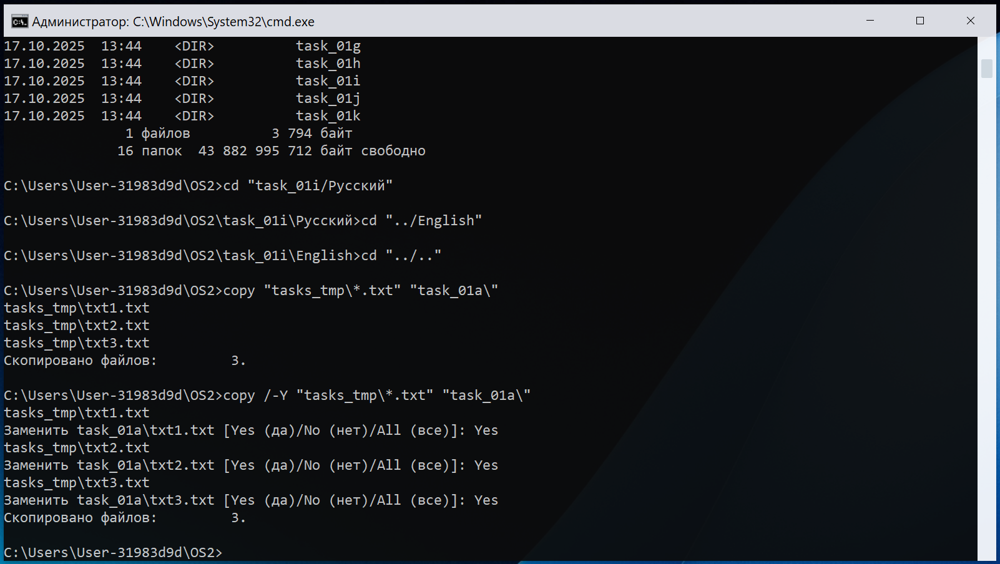 Администратор: C:\Windows\System32\cmd.exe
17.10.2025  13:44    <DIR>          task_01g
17.10.2025  13:44    <DIR>          task_01h
17.10.2025  13:44    <DIR>          task_01i
17.10.2025  13:44    <DIR>          task_01j
17.10.2025  13:44    <DIR>          task_01k
               1 файлов          3 794 байт
              16 папок  43 882 995 712 байт свободно
C:\Users\User-31983d9d\OS2>cd "task_01i/Русский"
C:\Users\User-31983d9d\OS2\task_01i\Русский>cd "../English"
C:\Users\User-31983d9d\OS2\task_01i\English>cd "../.."
C:\Users\User-31983d9d\OS2>copy "tasks_tmp\*.txt" "task_01a\"
tasks_tmp\txt1.txt
tasks_tmp\txt2.txt
tasks_tmp\txt3.txt
Скопировано файлов:         3.
C:\Users\User-31983d9d\OS2>copy /-Y "tasks_tmp\*.txt" "task_01a\"
tasks_tmp\txt1.txt
Заменить task_01a\txt1.txt [Yes (да)/No (нет)/All (все)]: Yes
tasks_tmp\txt2.txt
Заменить task_01a\txt2.txt [Yes (да)/No (нет)/All (все)]: Yes
tasks_tmp\txt3.txt
Заменить task_01a\txt3.txt [Yes (да)/No (нет)/All (все)]: Yes
Скопировано файлов:         3.
C:\Users\User-31983d9d\OS2>